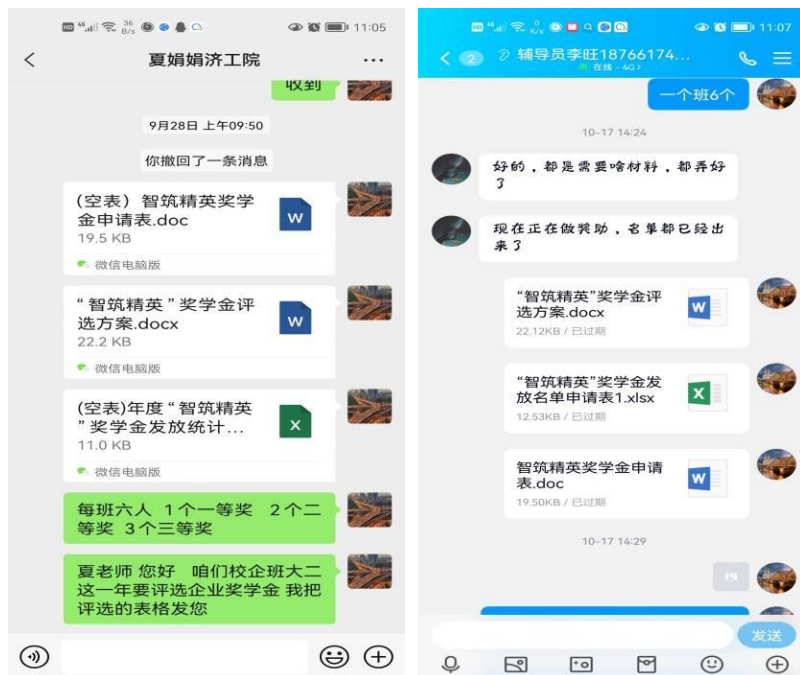 11:05
夏娟娟济工院
收到
9月28日 上午09:50
你撤回了一条消息
(空表) 智筑精英奖学
金申请表.doc
19.5 KB
微信电脑版
“智筑精英”奖学金评
选方案.docx
22.2 KB
微信电脑版
(空表)年度“智筑精英
”奖学金发放统计...
11.0 KB
微信电脑版
每班六人 1个一等奖 2个二
等奖 3个三等奖
夏老师 您好 咱们校企班大二
这一年要评选企业奖学金 我把
评选的表格发您
11:07
2
辅导员李旺18766174...
在线 - 4G
一个班6个
10-17 14:24
好的，都是需要啥材料，都弄好
了
现在正在做奖助，名单都已经出
来了
“智筑精英”奖学金评
选方案.docx
22.12KB / 已过期
“智筑精英”奖学金发
放名单申请表1.xlsx
12.53KB / 已过期
智筑精英奖学金申请
表.doc
19.50KB / 已过期
10-17 14:29
发送